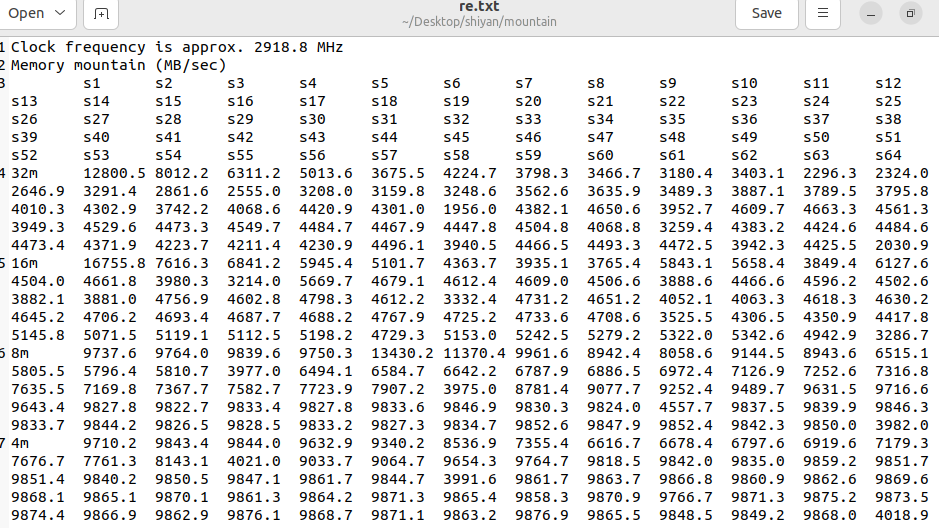 Open
re.txt
~/Desktop/shiyan/mountain
Save
1 Clock frequency is approx. 2918.8 MHz
2 Memory mountain (MB/sec)
3 s1 s2 s3 s4 s5 s6 s7 s8 s9 s10 s11 s12
s13 s14 s15 s16 s17 s18 s19 s20 s21 s22 s23 s24 s25
s26 s27 s28 s29 s30 s31 s32 s33 s34 s35 s36 s37 s38
s39 s40 s41 s42 s43 s44 s45 s46 s47 s48 s49 s50 s51
s52 s53 s54 s55 s56 s57 s58 s59 s60 s61 s62 s63 s64
4 32m 12800.5 8012.2 6311.2 5013.6 3675.5 4224.7 3798.3 3466.7 3180.4 3403.1 2296.3 2324.0
2646.9 3291.4 2861.6 2555.0 3208.0 3159.8 3248.6 3562.6 3635.9 3489.3 3887.1 3789.5 3795.8
4010.3 4302.9 3742.2 4068.6 4420.9 4301.0 1956.0 4382.1 4650.6 3952.7 4609.7 4663.3 4561.3
3949.3 4529.6 4473.3 4549.7 4484.7 4467.9 4447.8 4504.8 4068.8 3259.4 4383.2 4424.6 4484.6
4473.4 4371.9 4223.7 4211.4 4230.9 4496.1 3940.5 4466.5 4493.3 4472.5 3942.3 4425.5 2030.9
5 16m 16755.8 7616.3 6841.2 5945.4 5101.7 4363.7 3935.1 3765.4 5843.1 5658.4 3849.4 6127.6
4504.0 4661.8 3980.3 3214.0 5669.7 4679.1 4612.4 4609.0 4506.6 3888.6 4466.6 4596.2 4502.6
3882.1 3881.0 4756.9 4602.8 4798.3 4612.2 3332.4 4731.2 4651.2 4052.1 4063.3 4618.3 4630.2
4645.2 4706.2 4693.4 4687.7 4688.2 4767.9 4725.2 4733.6 4708.6 3525.5 4306.5 4350.9 4417.8
5145.8 5071.5 5119.1 5112.5 5198.2 4729.3 5153.0 5242.5 5279.2 5322.0 5342.6 4942.9 3286.7
6 8m 9737.6 9764.0 9839.6 9750.3 13430.2 11370.4 9961.6 8942.4 8058.6 9144.5 8943.6 6515.1
5805.5 5796.4 5810.7 3977.0 6494.1 6584.7 6642.2 6787.9 6886.5 6972.4 7126.9 7252.6 7316.8
7635.5 7169.8 7367.7 7582.7 7723.9 7907.2 3975.0 8781.4 9077.7 9252.4 9489.7 9631.5 9716.6
9643.4 9827.8 9822.7 9833.4 9827.8 9833.6 9846.9 9830.3 9824.0 4557.7 9837.5 9839.9 9846.3
9833.7 9844.2 9826.5 9828.5 9833.2 9827.3 9834.7 9852.6 9847.9 9852.4 9842.3 9850.0 3982.0
7 4m 9710.2 9843.4 9844.0 9632.9 9340.2 8536.9 7355.4 6616.7 6678.4 6797.6 6919.6 7179.3
7676.7 7761.3 8143.1 4021.0 9033.7 9064.7 9654.3 9764.7 9818.5 9842.0 9835.0 9859.2 9851.7
9851.4 9840.2 9850.5 9847.1 9861.7 9844.7 3991.6 9861.7 9863.7 9866.8 9860.9 9862.6 9869.6
9868.1 9865.1 9870.1 9861.3 9864.2 9871.3 9865.4 9858.3 9870.9 9766.7 9871.3 9875.2 9873.5
9874.4 9866.9 9862.9 9876.1 9868.7 9871.1 9863.2 9876.9 9865.5 9848.5 9849.2 9868.0 4018.9